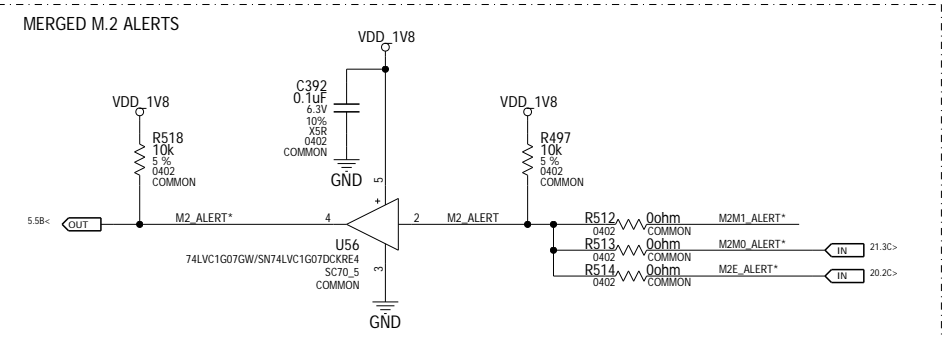 MERGED M.2 ALERTS
VDD_1V8
C392
0.1uF
6.3V
10%
X5R
0402
COMMON
GND
VDD_1V8
R518
10k
5 %
0402
COMMON
VDD_1V8
R497
10k
5 %
0402
COMMON
5
+
5.5B<
OUT
M2_ALERT*
4
2
M2_ALERT
U56
74LVC1G07GW/SN74LVC1G07DCKRE4
SC70_5
COMMON
3
GND
R512
0ohm
M2M1_ALERT*
0402
COMMON
R513
0ohm
M2M0_ALERT*
IN
21.3C>
0402
COMMON
R514
0ohm
M2E_ALERT*
IN
20.2C>
0402
COMMON